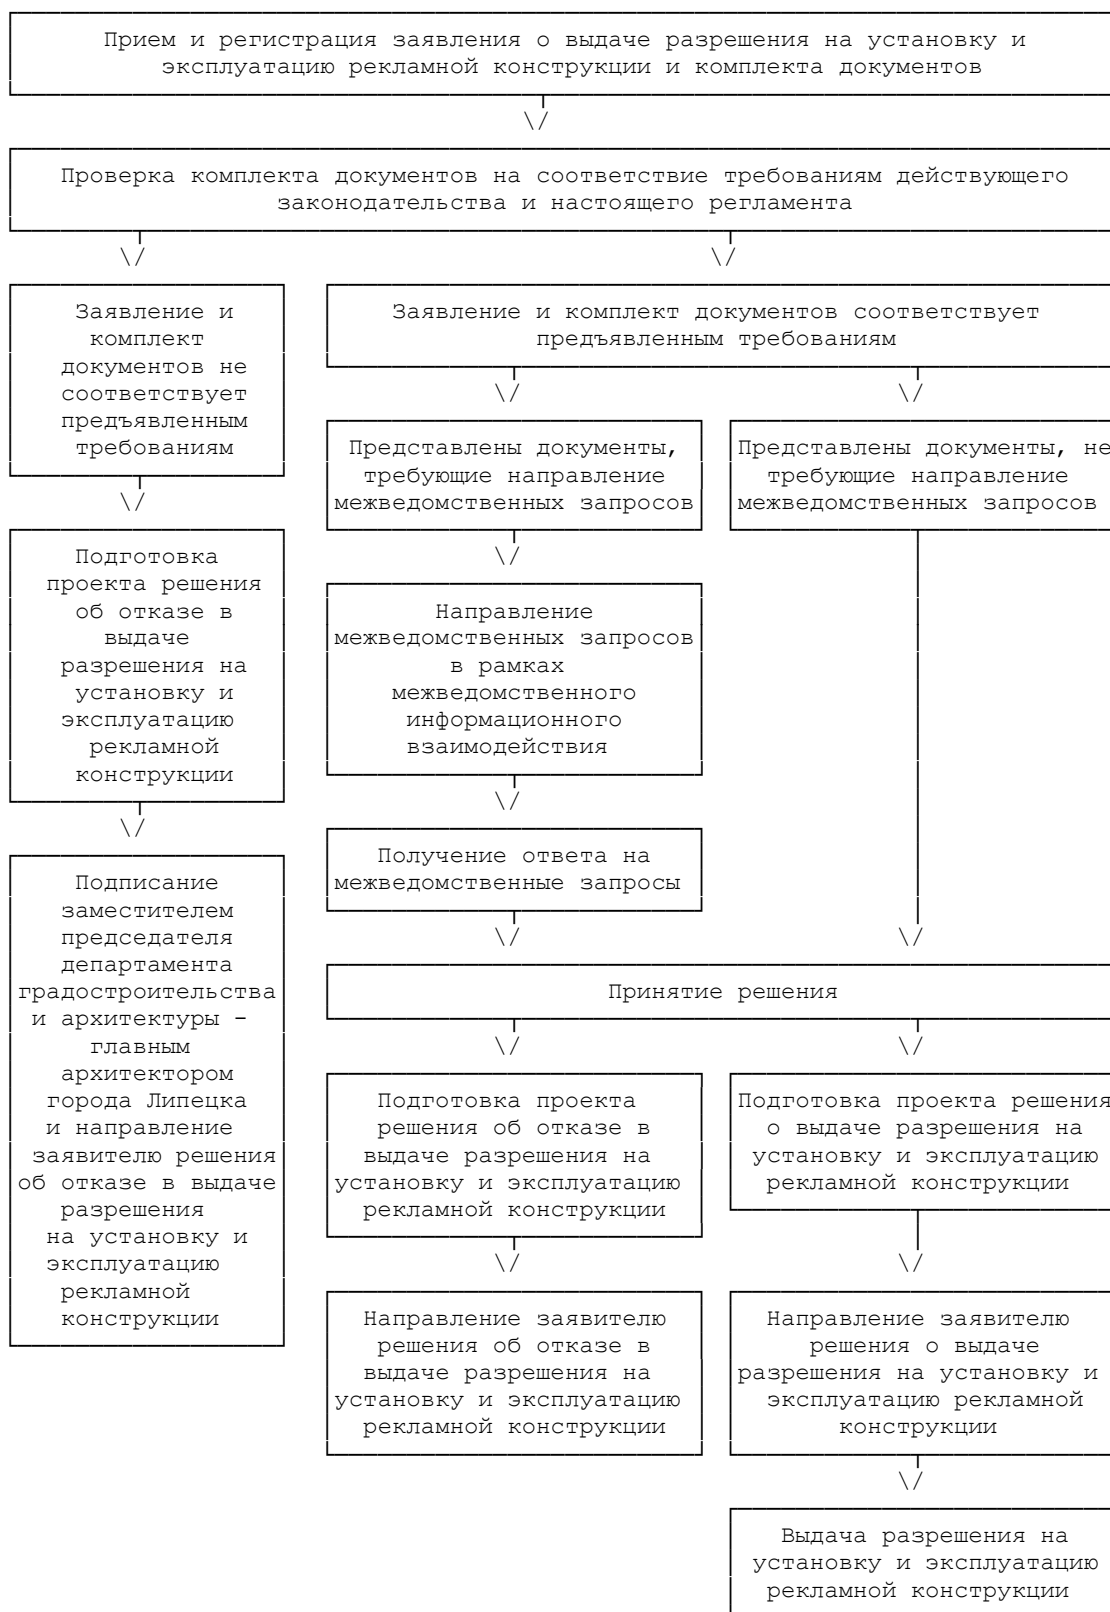 Прием и регистрация заявления о выдаче разрешения на установку и
эксплуатацию рекламной конструкции и комплекта документов
Проверка комплекта документов на соответствие требованиям действующего
законодательства и настоящего регламента
Заявление и
комплект
документов не
соответствует
предъявленным
требованиям
Заявление и комплект документов соответствует
предъявленным требованиям
Представлены документы,
требующие направление
межведомственных запросов
Представлены документы, не
требующие направление
межведомственных запросов
Подготовка
проекта решения
об отказе в
выдаче
разрешения на
установку и
эксплуатацию
рекламной
конструкции
Направление
межведомственных запросов
в рамках
межведомственного
информационного
взаимодействия
Получение ответа на
межведомственные запросы
Подписание
заместителем
председателя
департамента
градостроительства
и архитектуры –
главным
архитектором
города Липецка
и направление
заявителю решения
об отказе в выдаче
разрешения
на установку и
эксплуатацию
рекламной
конструкции
Принятие решения
Подготовка проекта
решения об отказе в
выдаче разрешения на
установку и эксплуатацию
рекламной конструкции
Подготовка проекта решения
о выдаче разрешения на
установку и эксплуатацию
рекламной конструкции
Направление заявителю
решения об отказе в
выдаче разрешения на
установку и эксплуатацию
рекламной конструкции
Направление заявителю
решения о выдаче
разрешения на установку и
эксплуатацию рекламной
конструкции
Выдача разрешения на
установку и эксплуатацию
рекламной конструкции